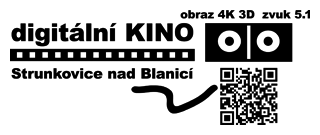 obraz 4K 3D zvuk 5.1
digitální KINO
Strunkovice nad Blanicí